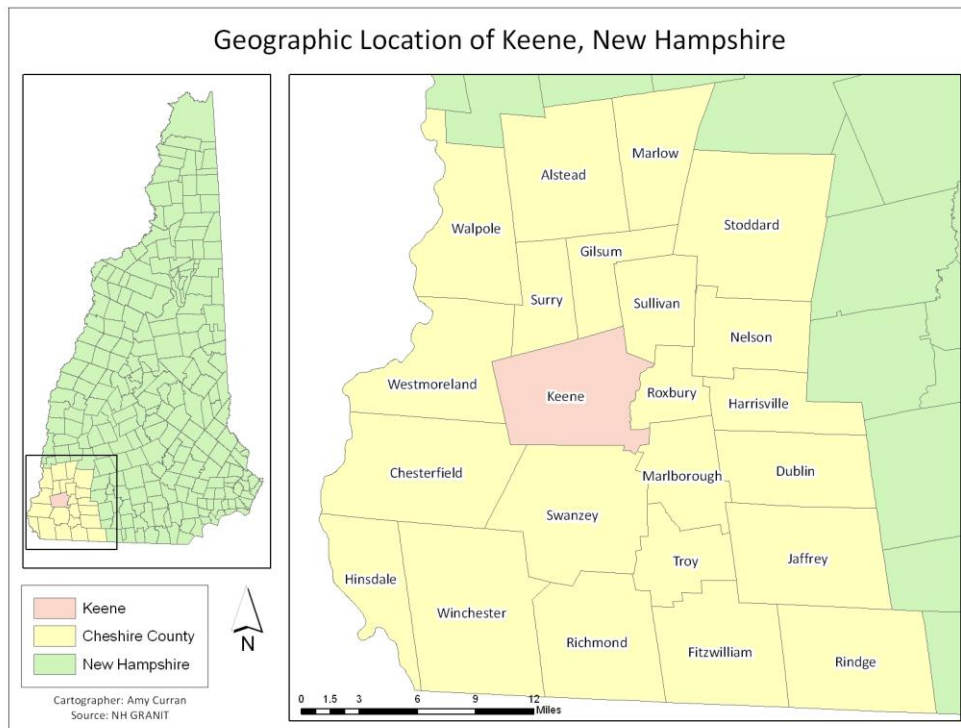 Geographic Location of Keene, New Hampshire
Marlow
Alstead
Stoddard
Walpole
Gilsum
Surry
Sullivan
Nelson
Westmoreland
Keene
Roxbury
Harrisville
Chesterfield
Marlborough
Dublin
Swanzey
Troy
Jaffrey
Hinsdale
Winchester
Richmond
Fitzwilliam
Rindge
Keene
Cheshire County
New Hampshire
N
Cartographer: Amy Curran
Source: NH GRANIT
0 1.5 3 6 9 12
Miles